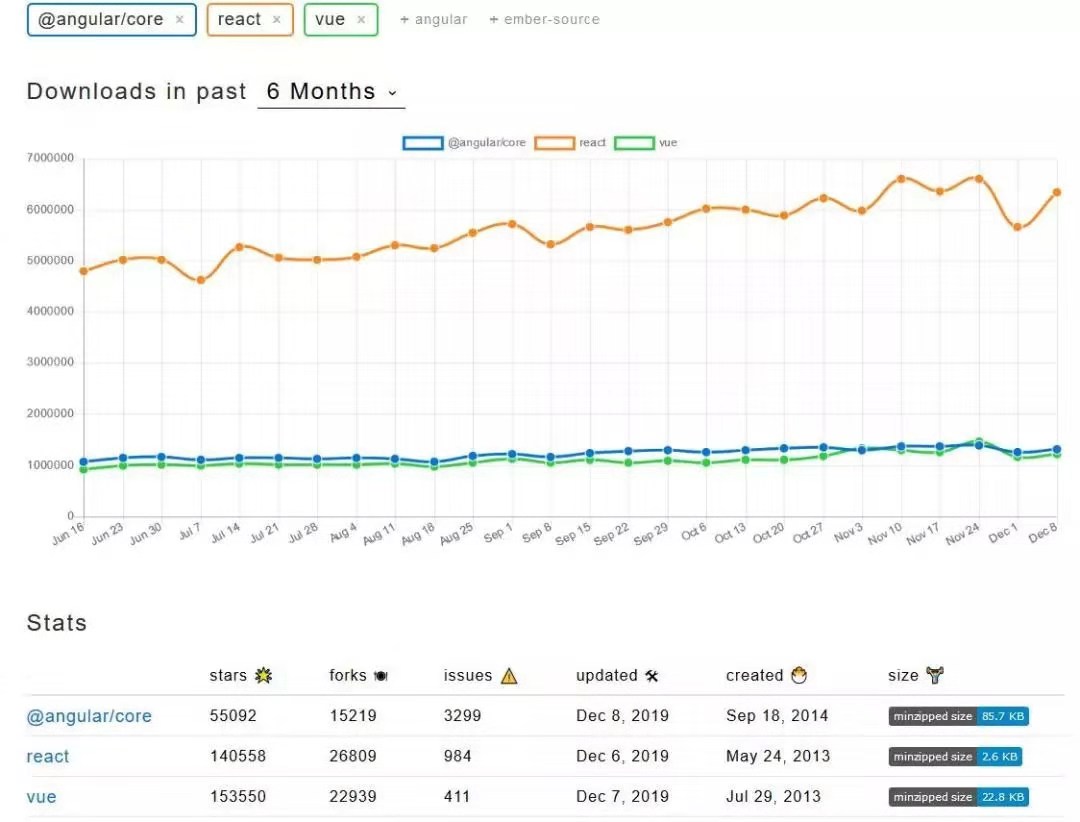 @angular/core × react × vue × + angular + ember-source
Downloads in past 6 Months
@angular/core react vue
7000000
6000000
5000000
4000000
3000000
2000000
1000000
0
Jun 16 Jun 23 Jun 30 Jul 7 Jul 14 Jul 21 Jul 28 Aug 4 Aug 11 Aug 18 Aug 25 Sep 1 Sep 8 Sep 15 Sep 22 Sep 29 Oct 6 Oct 13 Oct 20 Oct 27 Nov 3 Nov 10 Nov 17 Nov 24 Dec 1 Dec 8
Stats
stars forks issues updated created size
@angular/core 55092 15219 3299 Dec 8, 2019 Sep 18, 2014 minzipped size 85.7 KB
react 140558 26809 984 Dec 6, 2019 May 24, 2013 minzipped size 2.6 KB
vue 153550 22939 411 Dec 7, 2019 Jul 29, 2013 minzipped size 22.8 KB